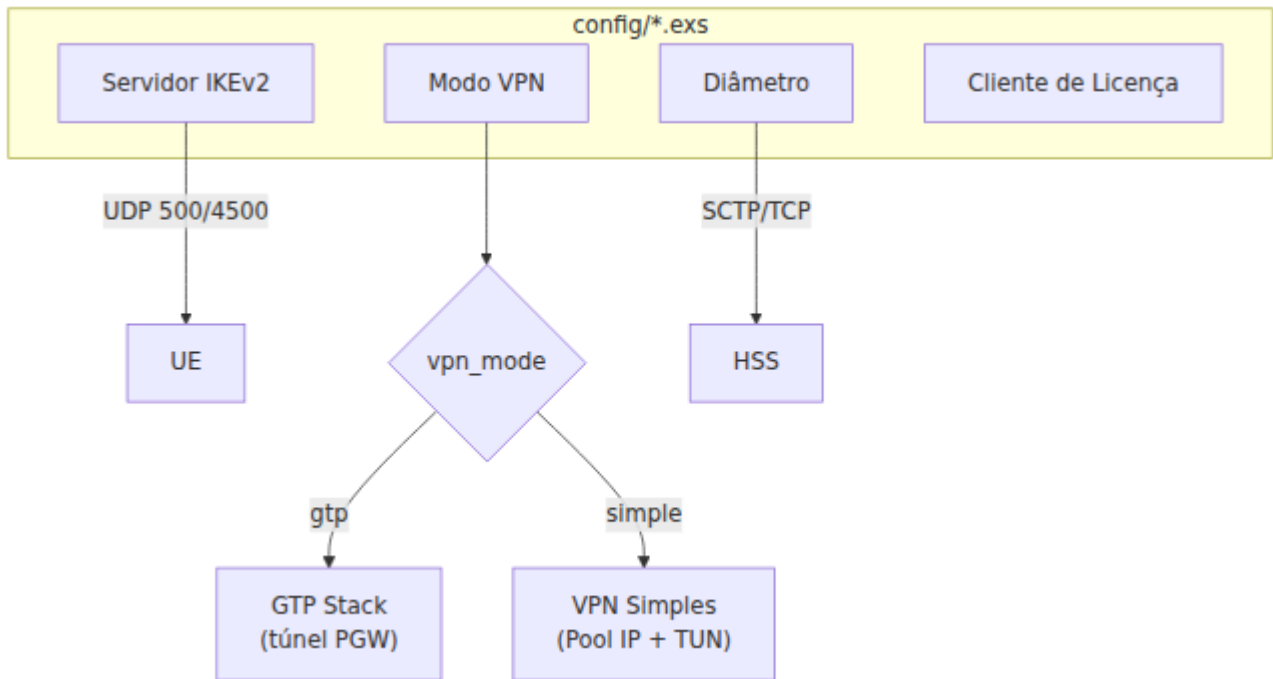 config/*.exs
Servidor IKEv2
Modo VPN
Diâmetro
Cliente de Licença
UDP 500/4500
SCTP/TCP
UE
vpn_mode
HSS
gtp
simple
GTP Stack
(túnel PGW)
VPN Simples
(Pool IP + TUN)